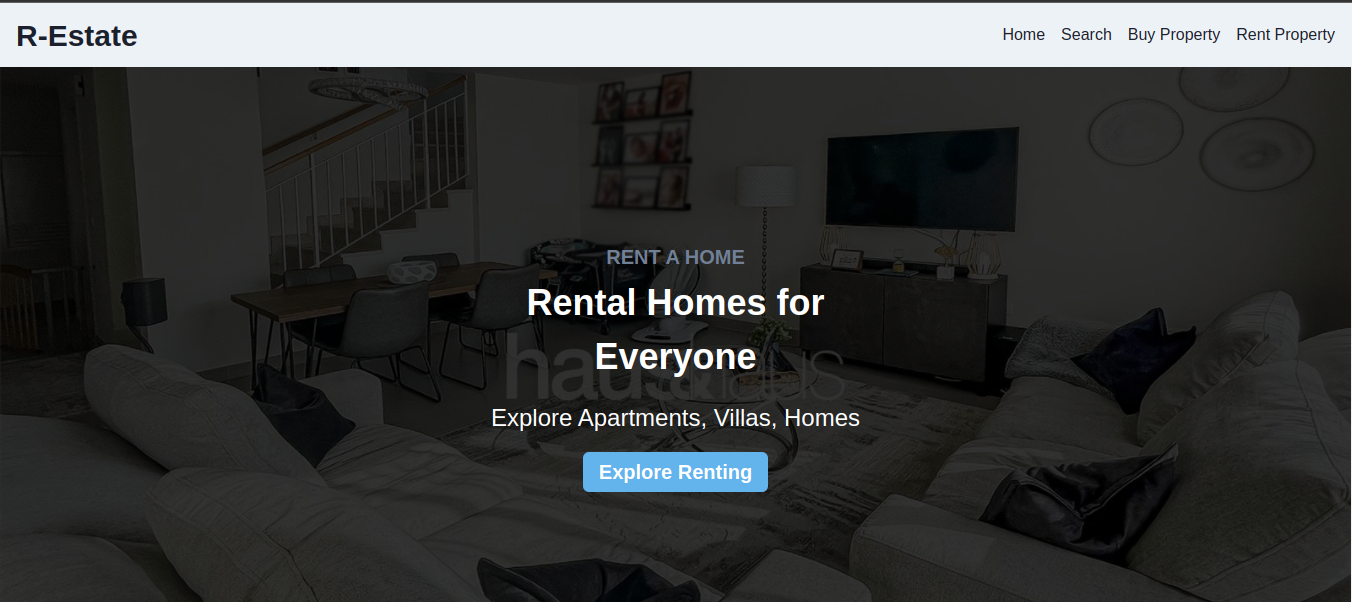 R-Estate
Home Search Buy Property Rent Property
RENT A HOME
Rental Homes for
Everyone
Explore Apartments, Villas, Homes
Explore Renting